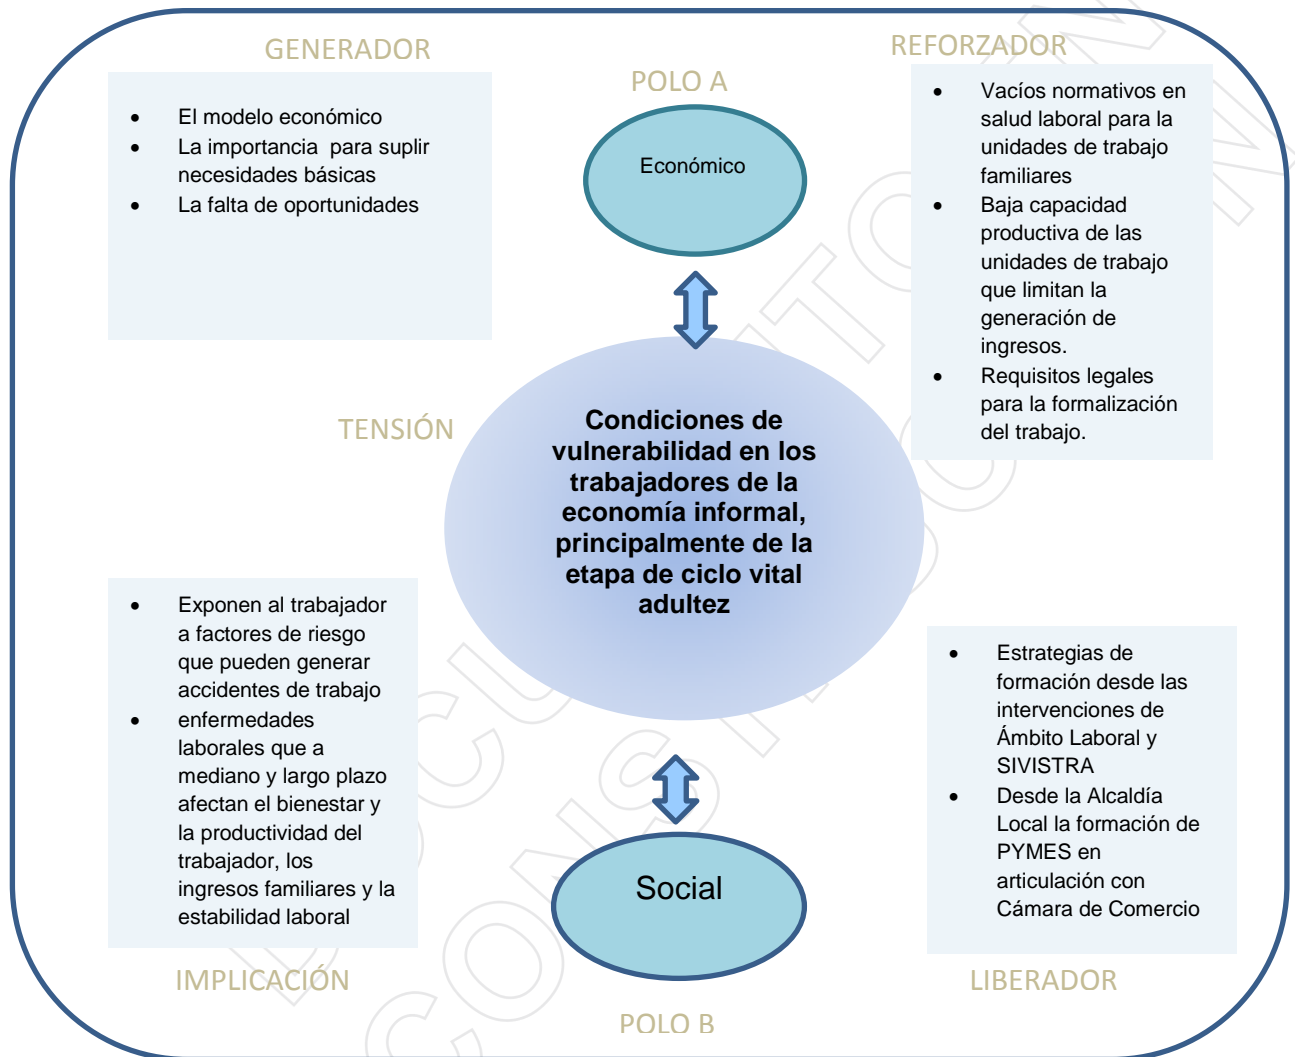 GENERADOR
• El modelo económico
• La importancia para suplir
necesidades básicas
• La falta de oportunidades
POLO A
Económico
REFORZADOR
• Vacíos normativos en
salud laboral para la
unidades de trabajo
familiares
• Baja capacidad
productiva de las
unidades de trabajo
que limitan la
generación de
ingresos.
• Requisitos legales
para la formalización
del trabajo.
TENSIÓN
Condiciones de
vulnerabilidad en los
trabajadores de la
economía informal,
principalmente de la
etapa de ciclo vital
adultez
• Exponen al trabajador
a factores de riesgo
que pueden generar
accidentes de trabajo
• enfermedades
laborales que a
mediano y largo plazo
afectan el bienestar y
la productividad del
trabajador, los
ingresos familiares y la
estabilidad laboral
IMPLICACIÓN
Social
POLO B
• Estrategias de
formación desde las
intervenciones de
Ámbito Laboral y
SIVISTRA
• Desde la Alcaldía
Local la formación de
PYMES en
articulación con
Cámara de Comercio
LIBERADOR